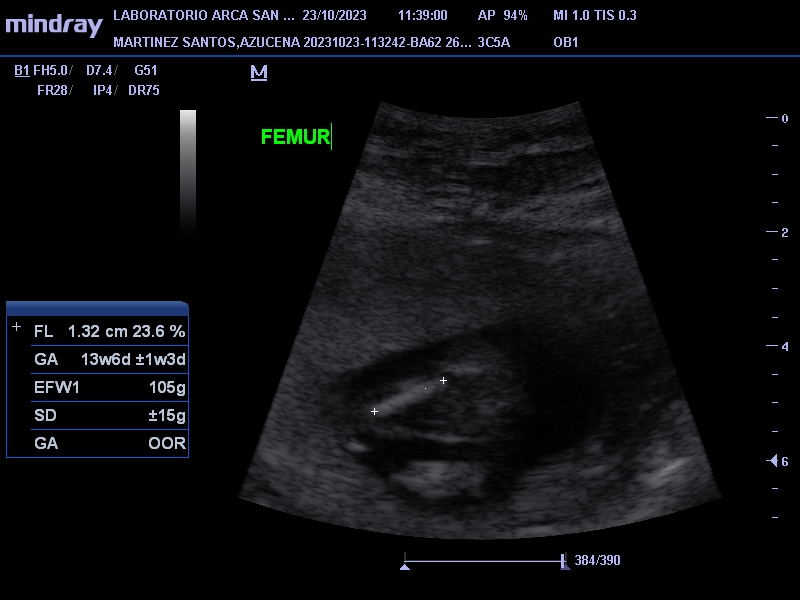 mindray
LABORATORIO ARCA SAN ... 23/10/2023 11:39:00 AP 94% MI 1.0 TIS 0.3
MARTINEZ SANTOS,AZUCENA 20231023-113242-BA62 26... 3C5A OB1
B1 FH5.0/ D7.4/ G51
FR28/ IP4/ DR75
M
FEMUR
0
2
4
6
+ FL 1.32 cm 23.6 %
GA 13w6d ±1w3d
EFW1 105g
SD ±15g
GA OOR
384/390